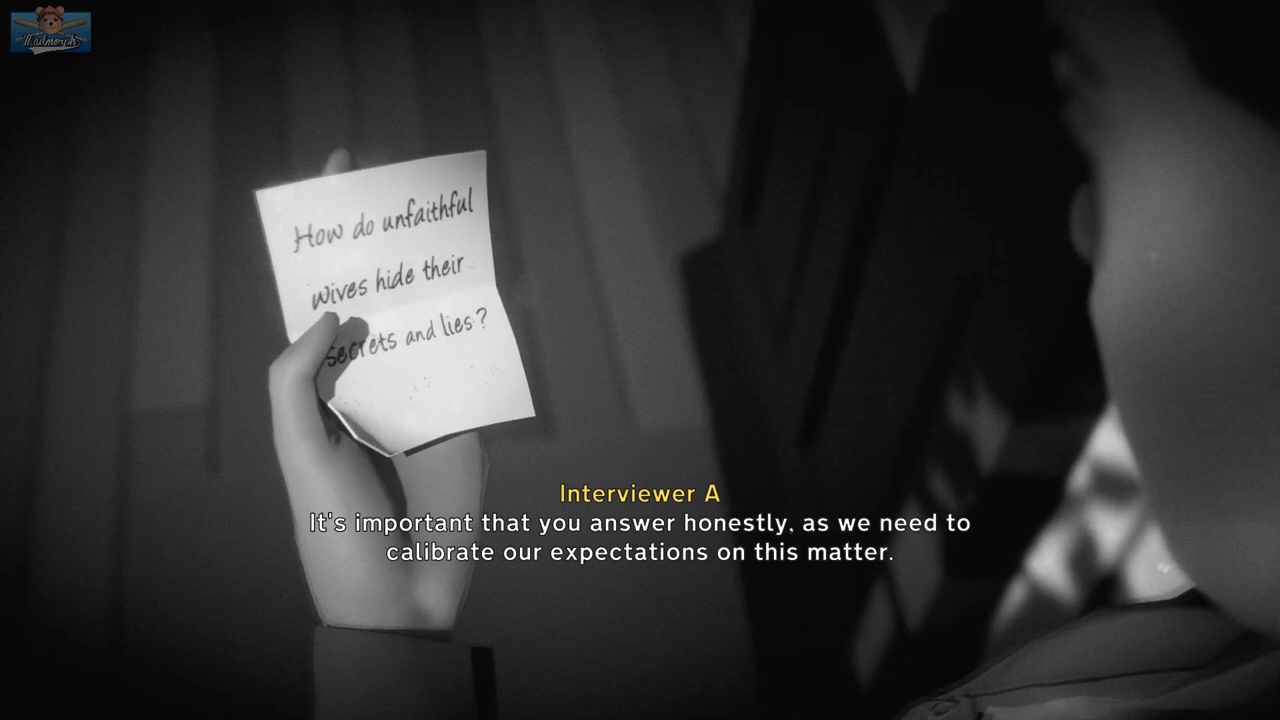 Madmorph
How do unfaithful
wives hide their
secrets and lies?
Interviewer A
It's important that you answer honestly, as we need to
calibrate our expectations on this matter.